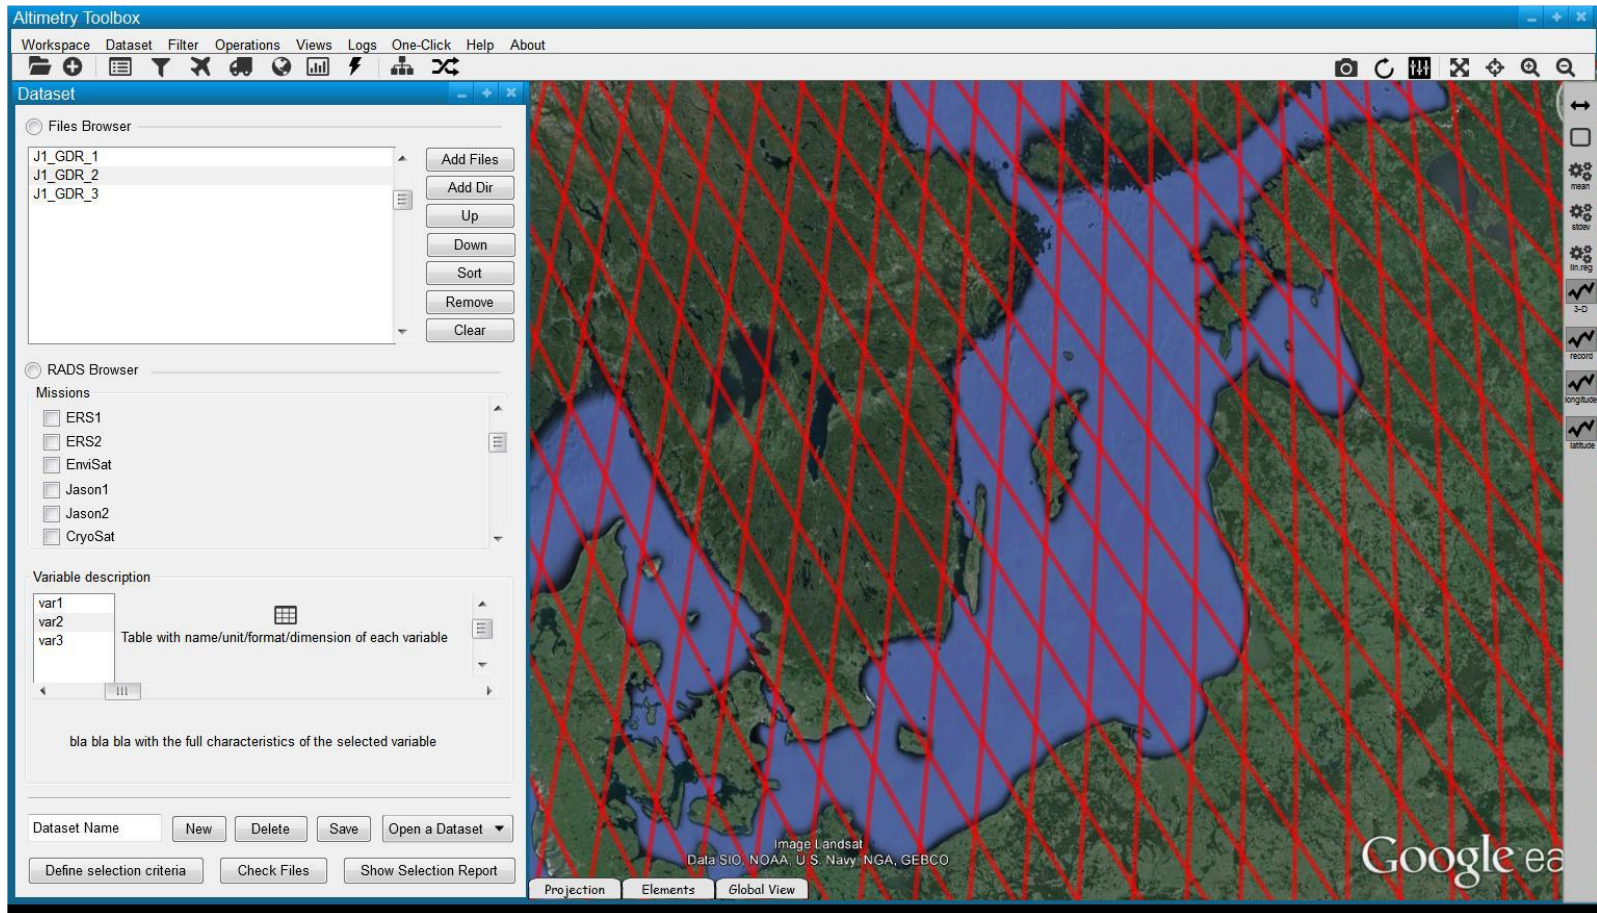 Altimetry Toolbox
Workspace Dataset Filter Operations Views Logs One-Click Help About
Dataset
Files Browser
J1_GDR_1
J1_GDR_2
J1_GDR_3
Add Files
Add Dir
Up
Down
Sort
Remove
Clear
RADS Browser
Missions
ERS1
ERS2
EnviSat
Jason1
Jason2
CryoSat
Variable description
var1
var2
var3
Table with name/unit/format/dimension of each variable
bla bla bla with the full characteristics of the selected variable
Dataset Name New Delete Save Open a Dataset
Define selection criteria Check Files Show Selection Report
mean
stdev
lin.reg
3-D
record
longitude
latitude
Image Landsat
Data SIO, NOAA, U.S. Navy, NGA, GEBCO
Google ea
Projection Elements Global View